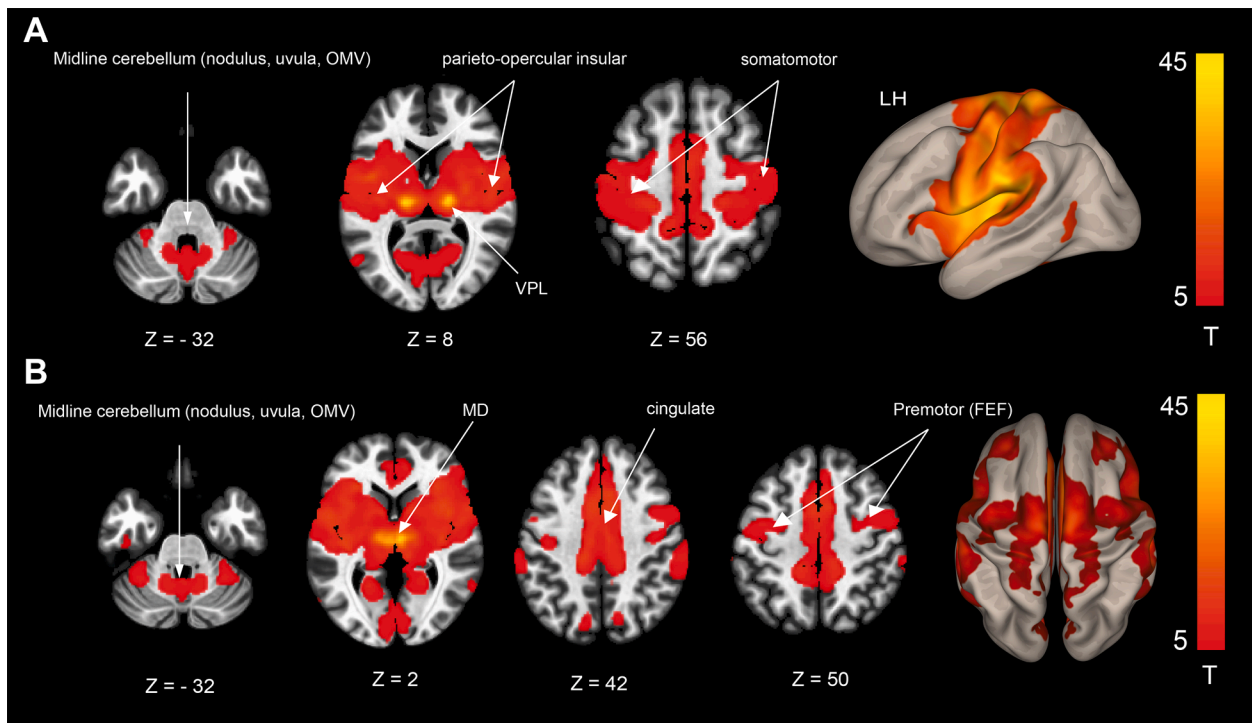 A
Midline cerebellum (nodulus, uvula, OMV)
parieto-opercular insular
somatomotor
LH
45
VPL
5
Z = - 32
Z = 8
Z = 56
T
B
Midline cerebellum (nodulus, uvula, OMV)
MD
cingulate
Premotor (FEF)
45
5
Z = - 32
Z = 2
Z = 42
Z = 50
T